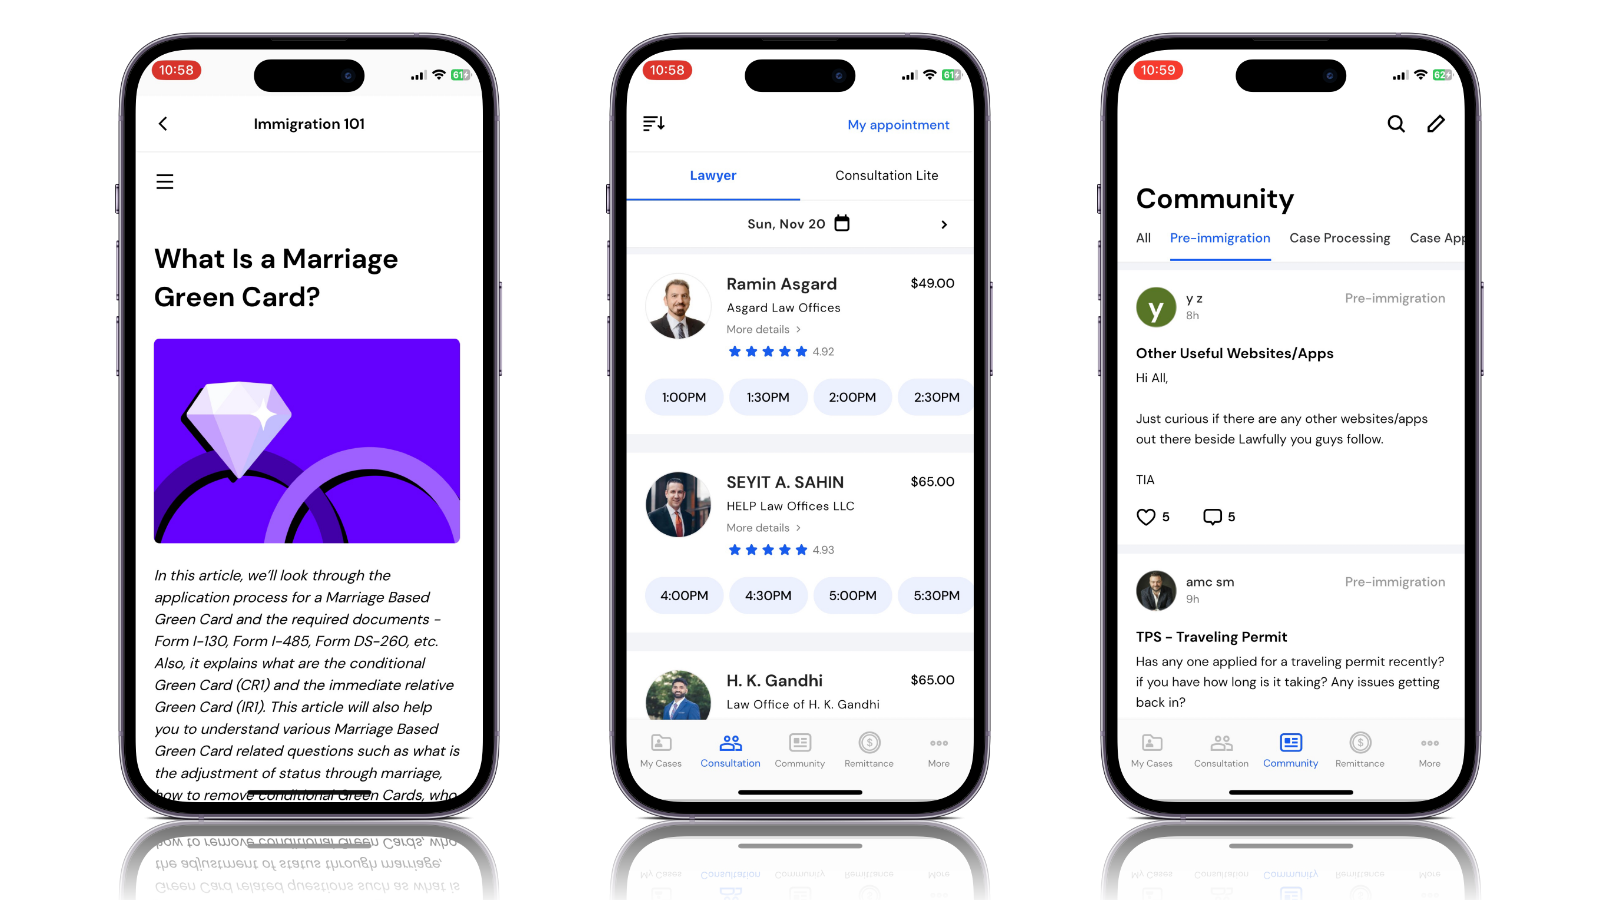 10:58
61
Immigration 101
What Is a Marriage
Green Card?
In this article, we'll look through the
application process for a Marriage Based
Green Card and the required documents -
Form I-130, Form I-485, Form DS-260, etc.
Also, it explains what are the conditional
Green Card (CR1) and the immediate relative
Green Card (IR1). This article will also help
you to understand various Marriage Based
Green Card related questions such as what is
the adjustment of status through marriage,
how to remove conditional Green Cards, who
10:58
61
My appointment
Lawyer
Consultation Lite
Sun, Nov 20
Ramin Asgard
$49.00
Asgard Law Offices
More details >
4.92
1:00PM
1:30PM
2:00PM
2:30PM
SEYIT A. SAHIN
$65.00
HELP Law Offices LLC
More details >
4.93
4:00PM
4:30PM
5:00PM
5:30PM
H. K. Gandhi
$65.00
Law Office of H. K. Gandhi
My Cases
Consultation
Community
Remittance
More
10:59
62
Community
All
Pre-immigration
Case Processing
Case App
y
y z
Pre-immigration
8h
Other Useful Websites/Apps
Hi All,
Just curious if there are any other websites/apps
out there beside Lawfully you guys follow.
TIA
5
5
amc sm
Pre-immigration
9h
TPS - Traveling Permit
Has any one applied for a traveling permit recently?
if you have how long is it taking? Any issues getting
back in?
My Cases
Consultation
Community
Remittance
More